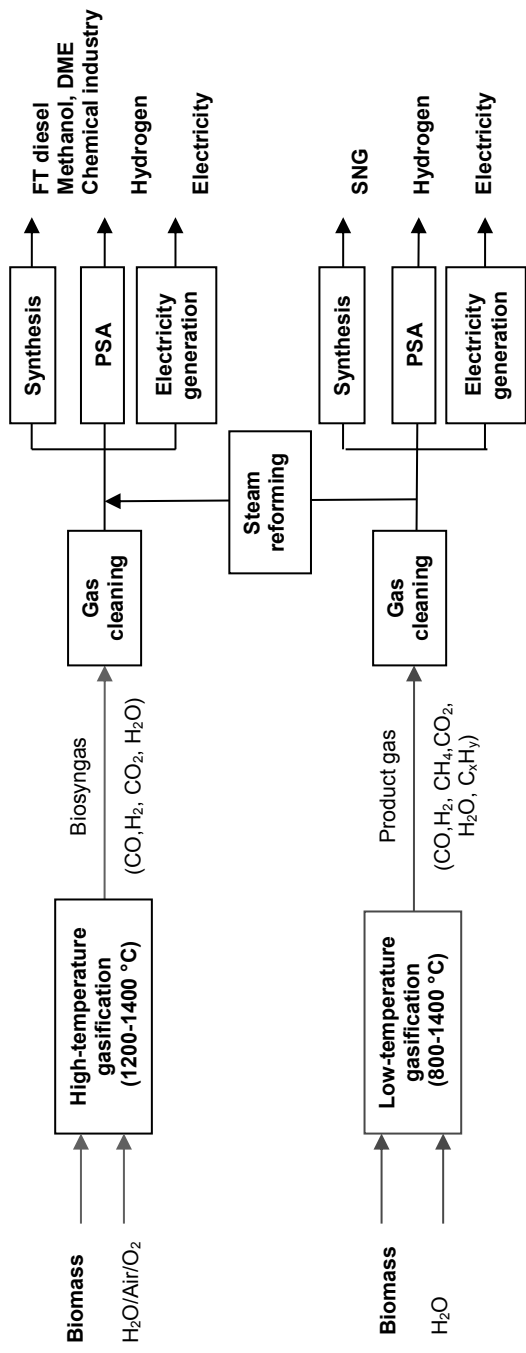 Biomass
H₂O/Air/O₂
High-temperature
gasification
(1200-1400 °C)
Biosyngas
(CO,H₂, CO₂, H₂O)
Gas
cleaning
Synthesis
PSA
Electricity
generation
FT diesel
Methanol, DME
Chemical industry
Hydrogen
Electricity
Steam
reforming
Biomass
H₂O
Low-temperature
gasification
(800-1400 °C)
Product gas
(CO,H₂, CH₄,CO₂,
H₂O, CₓHᵧ)
Gas
cleaning
Synthesis
PSA
Electricity
generation
SNG
Hydrogen
Electricity